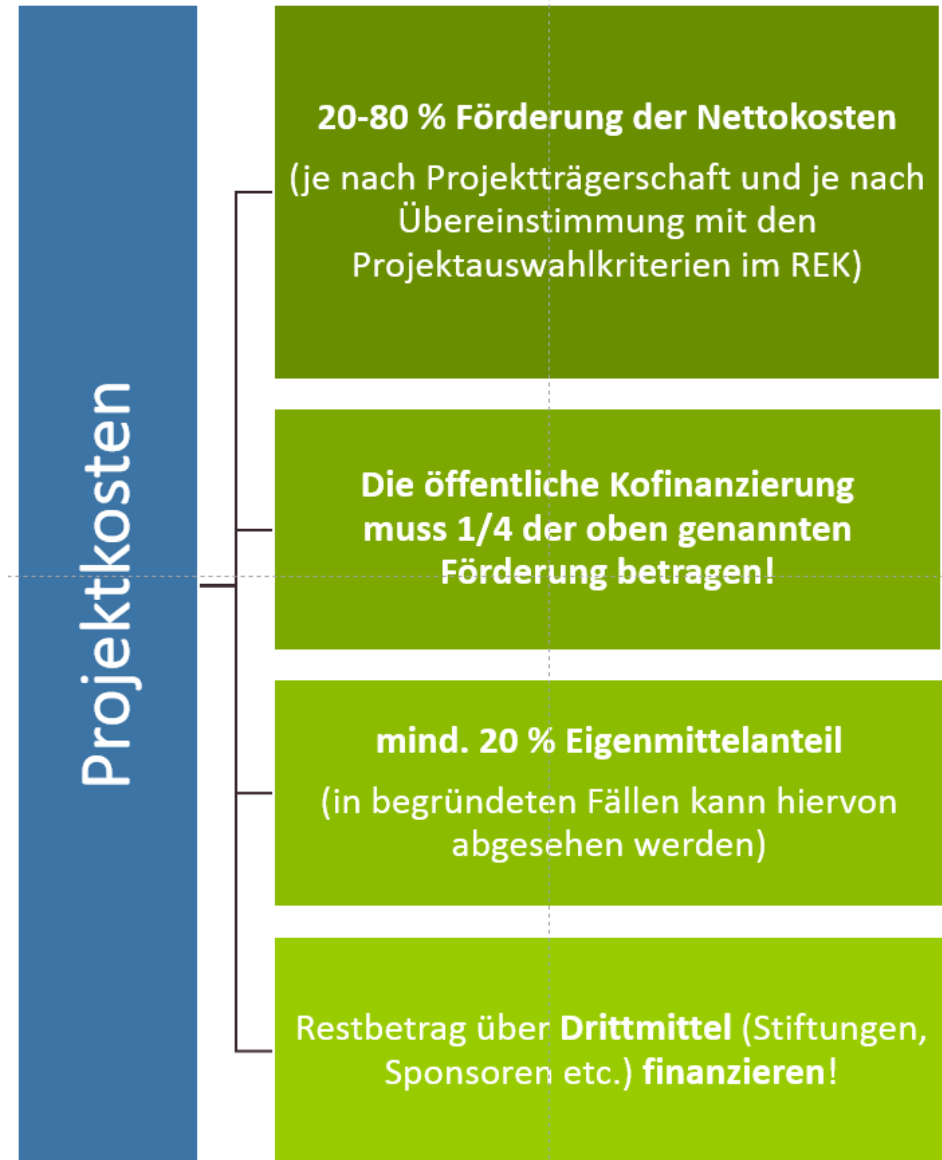 Projektkosten
20-80 % Förderung der Nettokosten
(je nach Projektträgerschaft und je nach
Übereinstimmung mit den
Projektauswahlkriterien im REK)
Die öffentliche Kofinanzierung
muss 1/4 der oben genannten
Förderung betragen!
mind. 20 % Eigenmittelanteil
(in begründeten Fällen kann hiervon
abgesehen werden)
Restbetrag über Drittmittel (Stiftungen,
Sponsoren etc.) finanzieren!